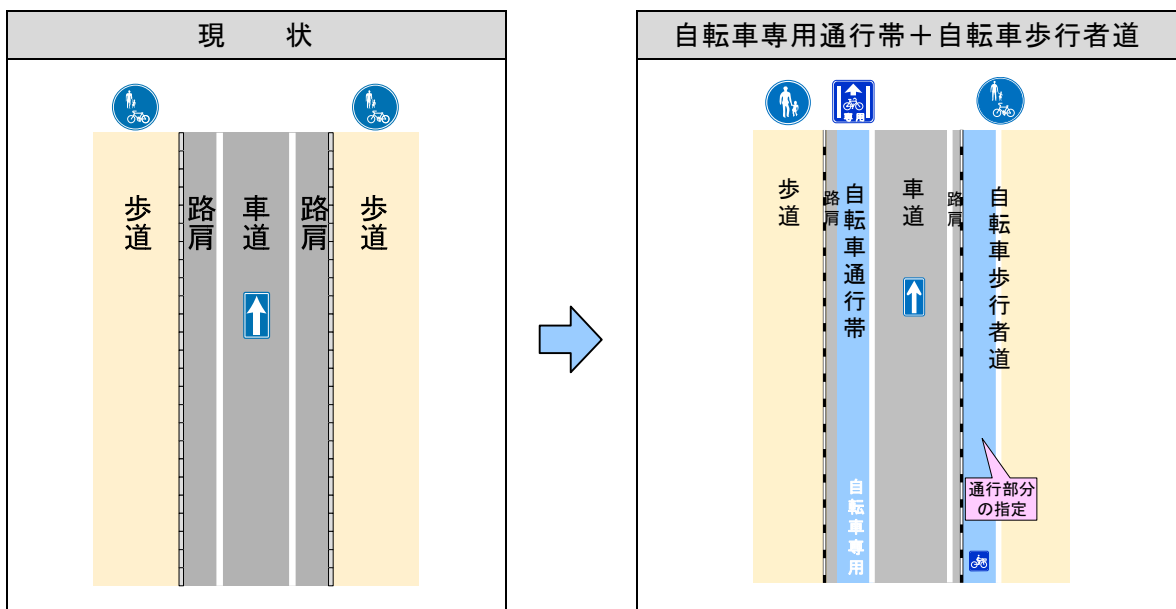 現 状
歩道
路肩
車道
路肩
歩道
自転車専用通行帯＋自転車歩行者道
専用
歩道
路肩
自転車通行帯
車道
路肩
自転車歩行者道
通行部分
の指定
自転車専用